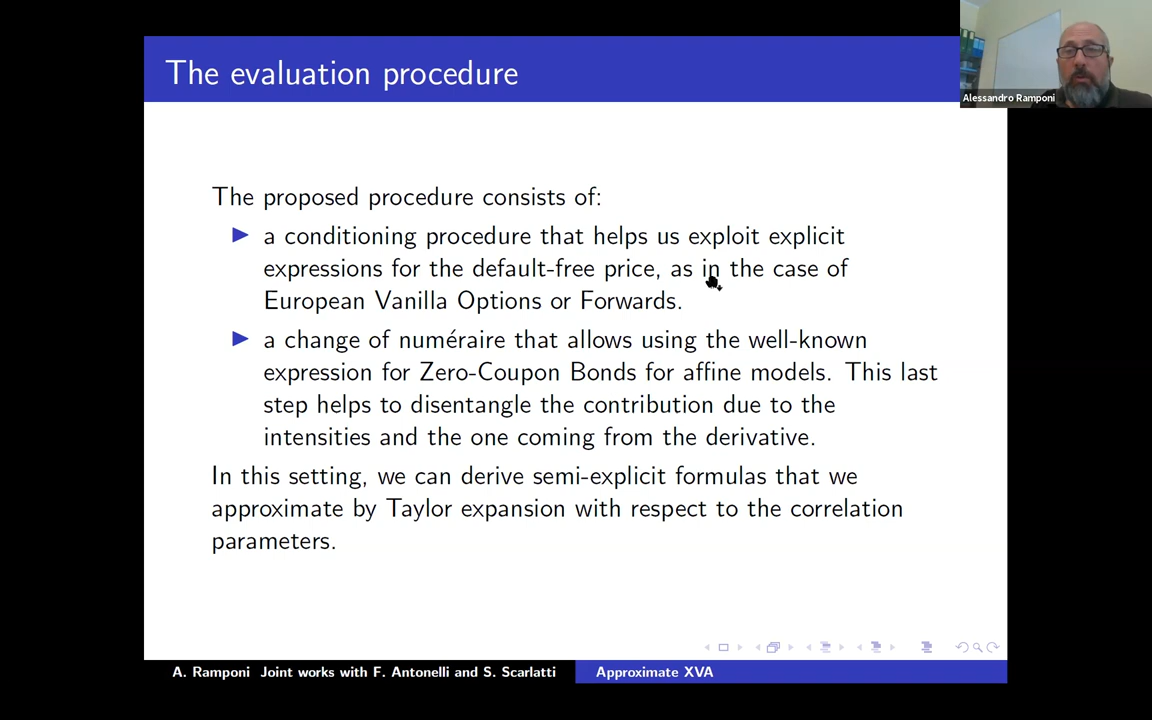 The evaluation procedure
Alessandro Ramponi
The proposed procedure consists of:
a conditioning procedure that helps us exploit explicit
expressions for the default-free price, as in the case of
European Vanilla Options or Forwards.
a change of numéraire that allows using the well-known
expression for Zero-Coupon Bonds for affine models. This last
step helps to disentangle the contribution due to the
intensities and the one coming from the derivative.
In this setting, we can derive semi-explicit formulas that we
approximate by Taylor expansion with respect to the correlation
parameters.
A. Ramponi Joint works with F. Antonelli and S. Scarlatti
Approximate XVA